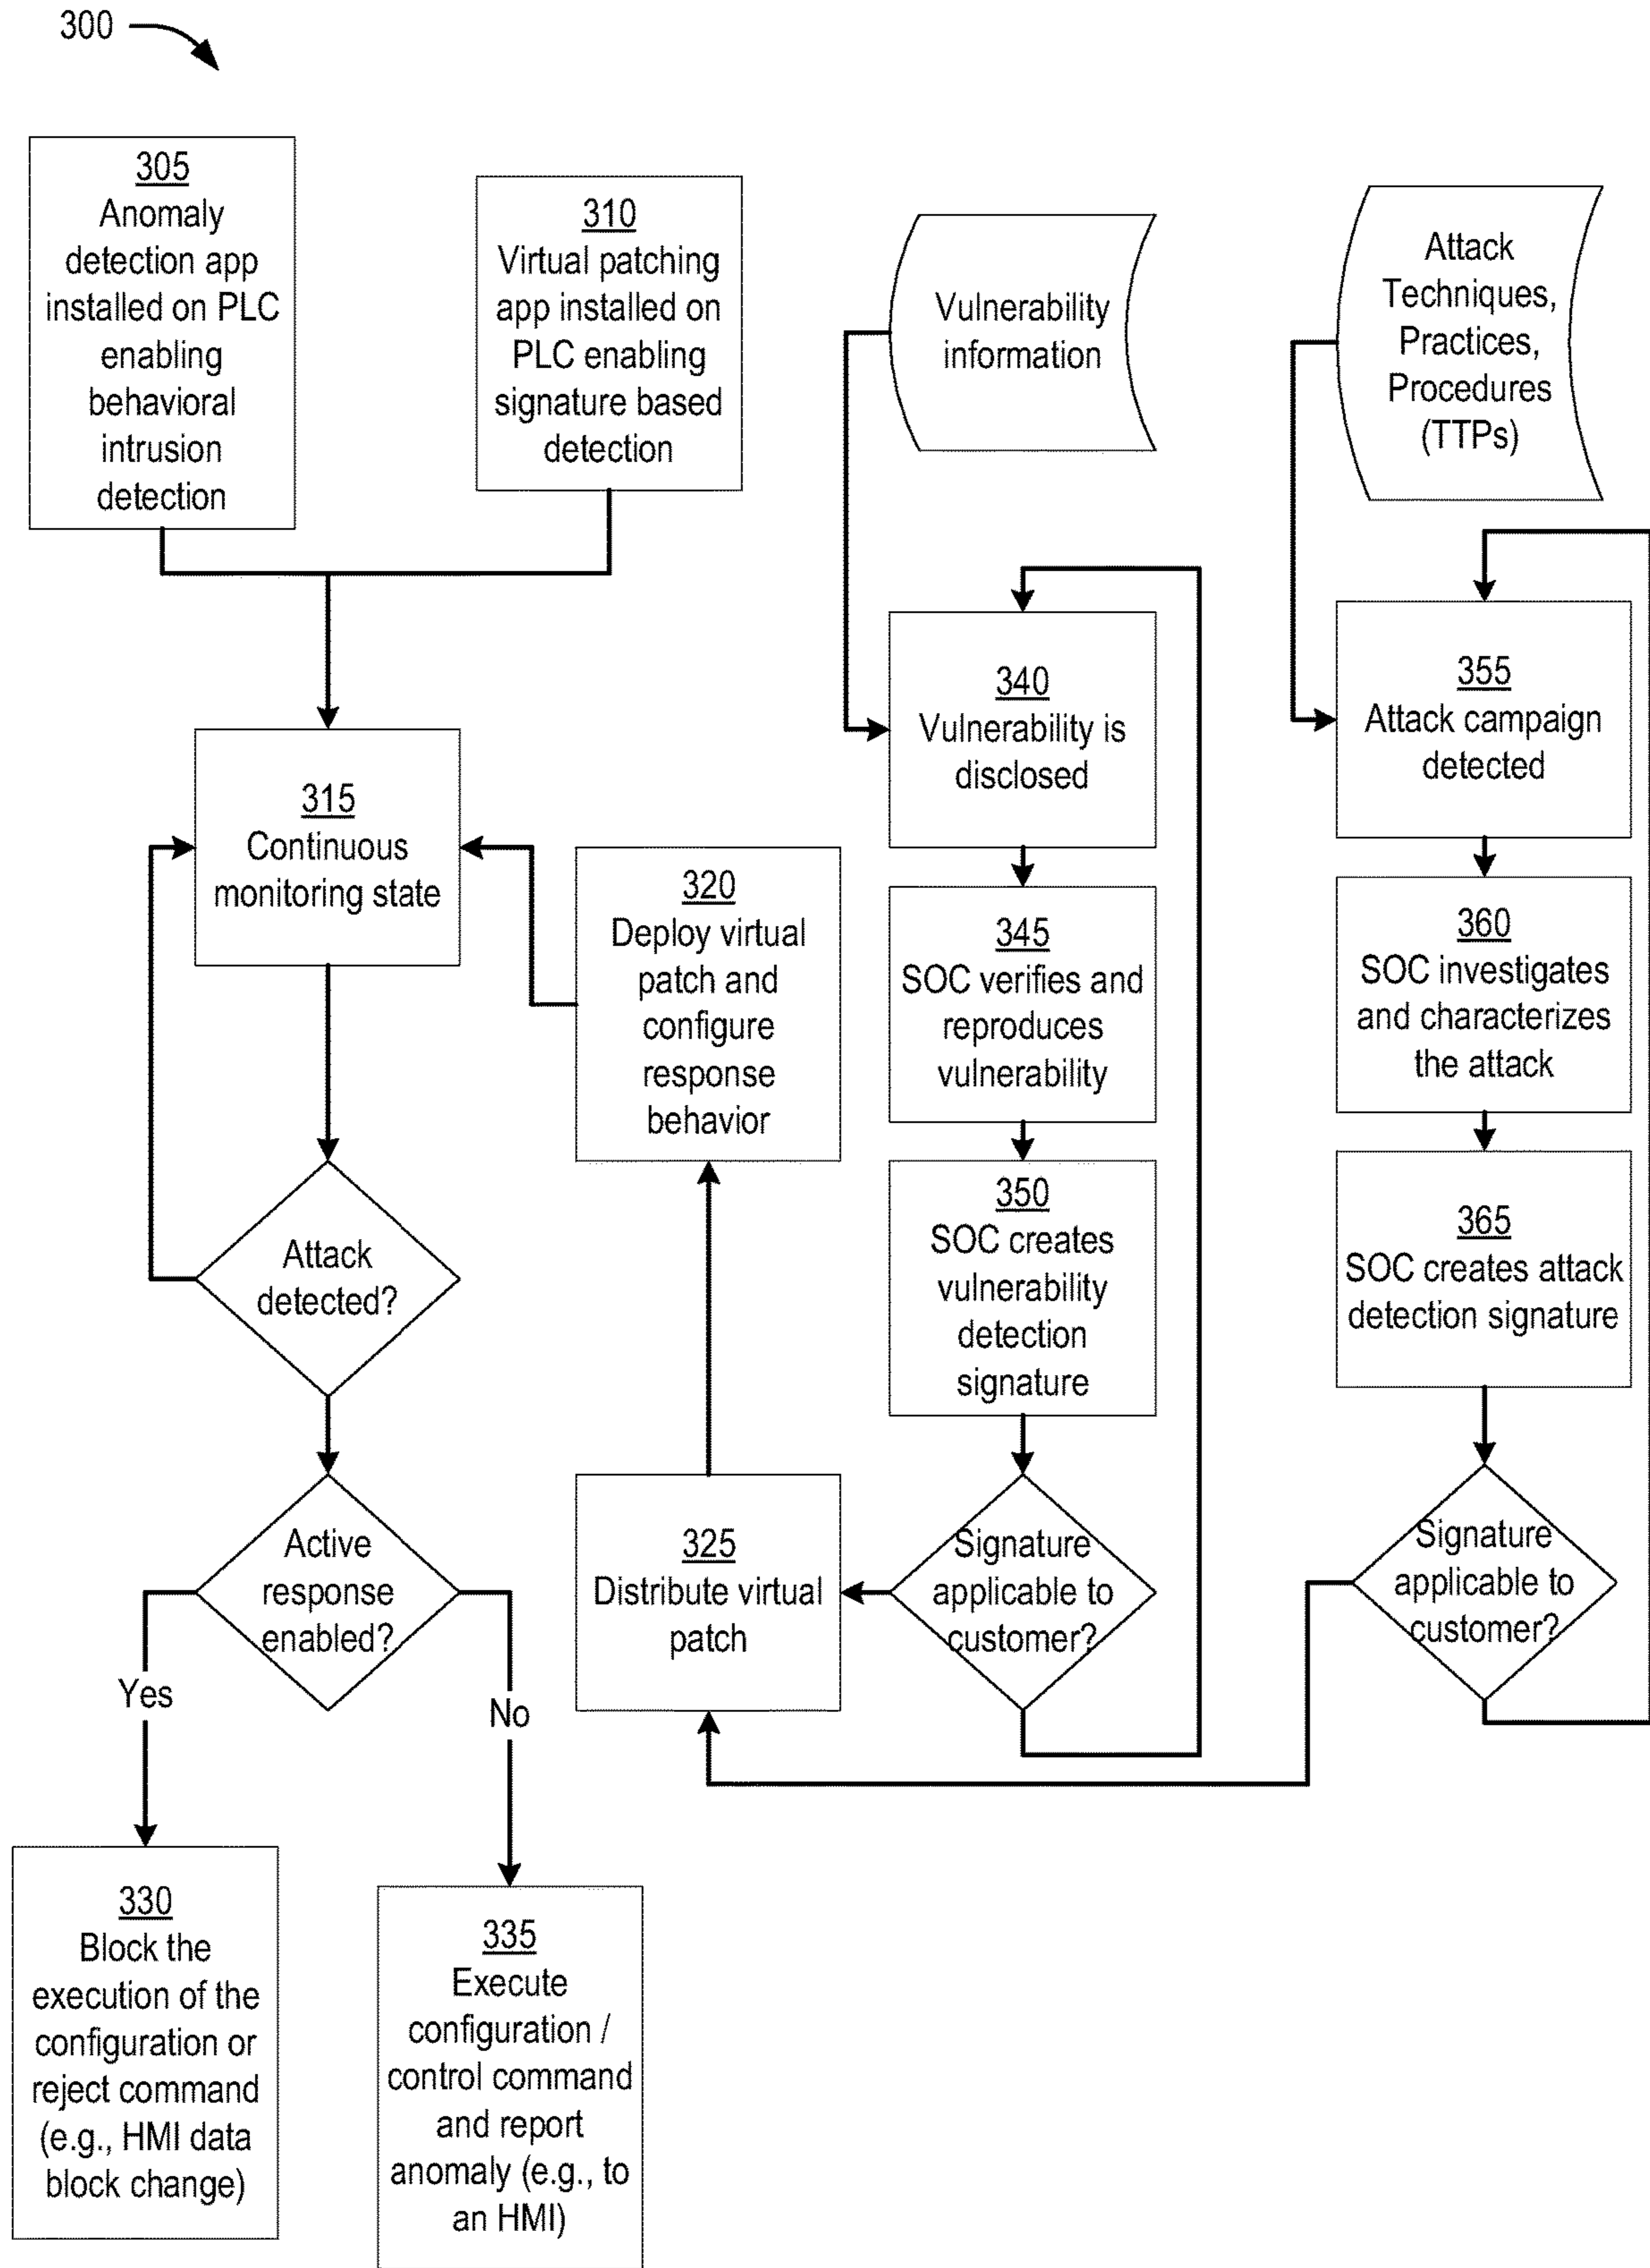 300
305
Anomaly
detection app
installed on PLC
enabling
behavioral
intrusion
detection
310
Virtual patching
app installed on
PLC enabling
signature based
detection
Vulnerability
information
Attack
Techniques,
Practices,
Procedures
(TTPs)
315
Continuous
monitoring state
320
Deploy virtual
patch and
configure
response
behavior
340
Vulnerability is
disclosed
355
Attack campaign
detected
345
SOC verifies and
reproduces
vulnerability
360
SOC investigates
and characterizes
the attack
350
SOC creates
vulnerability
detection
signature
365
SOC creates attack
detection signature
Attack
detected?
Active
response
enabled?
325
Distribute virtual
patch
Signature
applicable to
customer?
Signature
applicable to
customer?
Yes
No
330
Block the
execution of the
configuration or
reject command
(e.g., HMI data
block change)
335
Execute
configuration /
control command
and report
anomaly (e.g., to
an HMI)